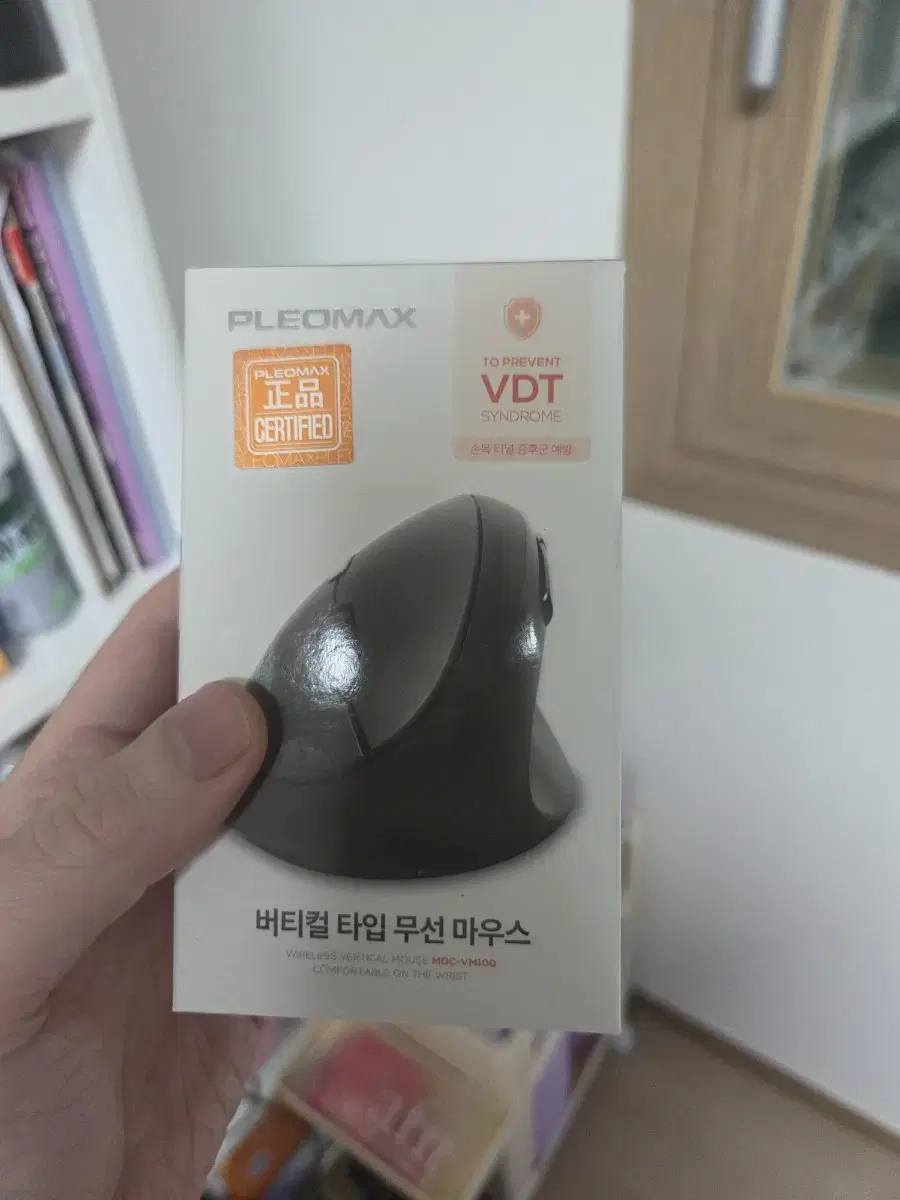 PLEOMAX
PLEOMAX
正品
CERTIFIED
TO PREVENT
VDT
SYNDROME
손목 터널 증후군 예방
버티컬 타입 무선 마우스
WIRELESS VERTICAL MOUSE MOC-VM100
COMFORTABLE ON THE WRIST